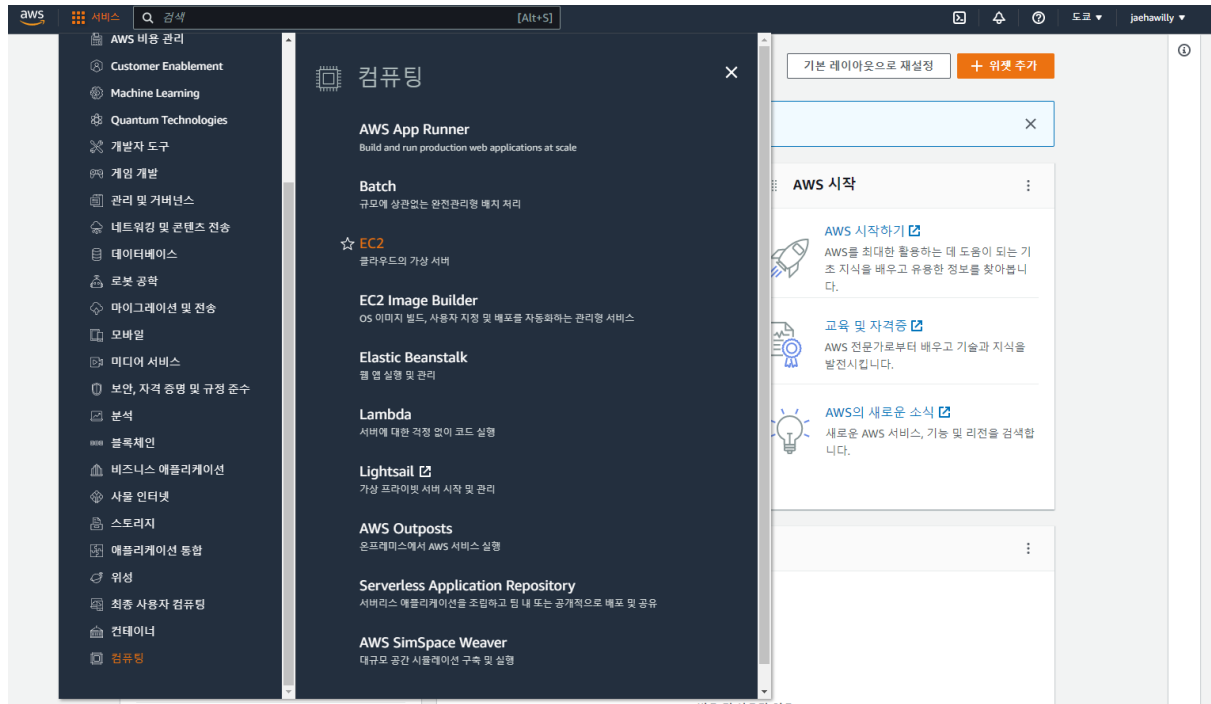 aws
서비스
검색
[Alt+S]
도쿄 ▼
jaehawilly ▼
AWS 비용 관리
Customer Enablement
Machine Learning
Quantum Technologies
개발자 도구
게임 개발
관리 및 거버넌스
네트워킹 및 콘텐츠 전송
데이터베이스
로봇 공학
마이그레이션 및 전송
모바일
미디어 서비스
보안, 자격 증명 및 규정 준수
분석
블록체인
비즈니스 애플리케이션
사물 인터넷
스토리지
애플리케이션 통합
위성
최종 사용자 컴퓨팅
컨테이너
컴퓨팅
컴퓨팅
AWS App Runner
Build and run production web applications at scale
Batch
규모에 상관없는 완전관리형 배치 처리
EC2
클라우드의 가상 서버
EC2 Image Builder
OS 이미지 빌드, 사용자 지정 및 배포를 자동화하는 관리형 서비스
Elastic Beanstalk
웹 앱 실행 및 관리
Lambda
서버에 대한 걱정 없이 코드 실행
Lightsail
가상 프라이빗 서버 시작 및 관리
AWS Outposts
온프레미스에서 AWS 서비스 실행
Serverless Application Repository
서버리스 애플리케이션을 조립하고 팀 내 또는 공개적으로 배포 및 공유
AWS SimSpace Weaver
대규모 공간 시뮬레이션 구축 및 실행
기본 레이아웃으로 재설정
+ 위젯 추가
AWS 시작
AWS 시작하기
AWS를 최대한 활용하는 데 도움이 되는 기
초 지식을 배우고 유용한 정보를 찾아봅니
다.
교육 및 자격증
AWS 전문가로부터 배우고 기술과 지식을
발전시킵니다.
AWS의 새로운 소식
새로운 AWS 서비스, 기능 및 리전을 검색합
니다.